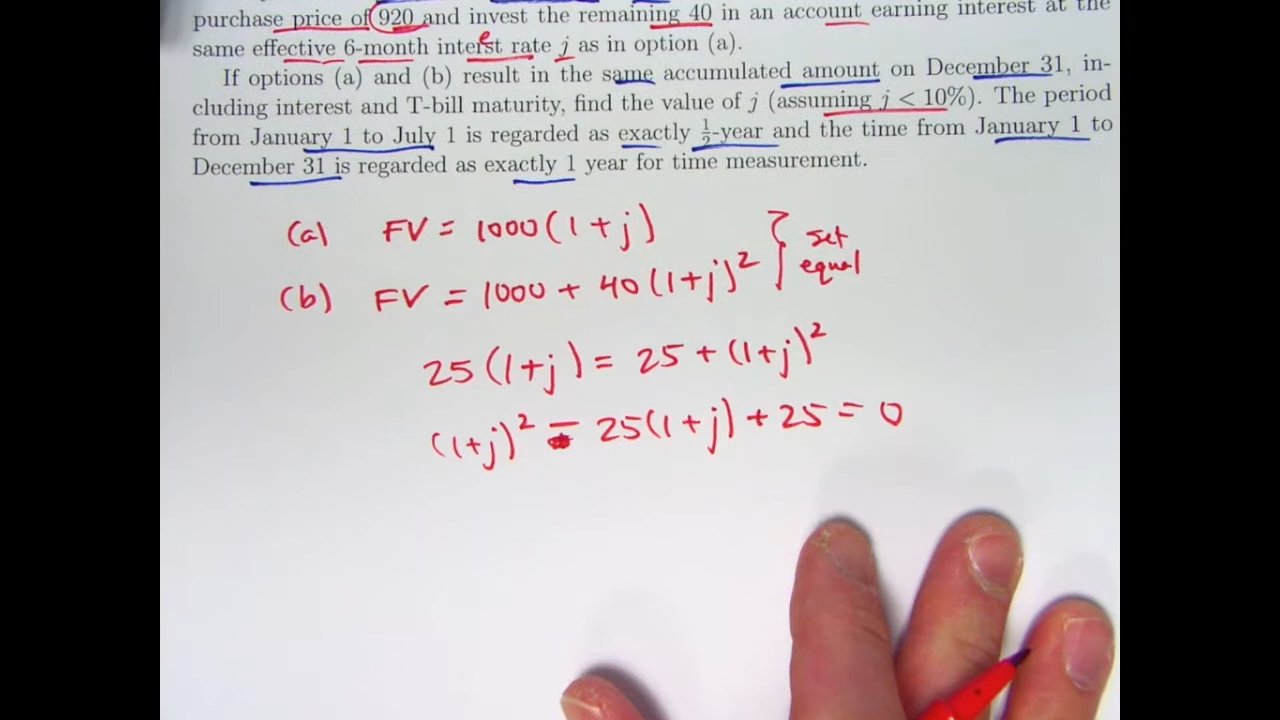 purchase price of 920 and invest the remaining 40 in an account earning interest at the
same effective 6-month interest rate j as in option (a).
If options (a) and (b) result in the same accumulated amount on December 31, in-
cluding interest and T-bill maturity, find the value of j (assuming j < 10%). The period
from January 1 to July 1 is regarded as exactly 1/2-year and the time from January 1 to
December 31 is regarded as exactly 1 year for time measurement.
(a) FV = 1000(1+j)
(b) FV = 1000 + 40(1+j)² } set equal
25(1+j) = 25 + (1+j)²
(1+j)² - 25(1+j) + 25 = 0